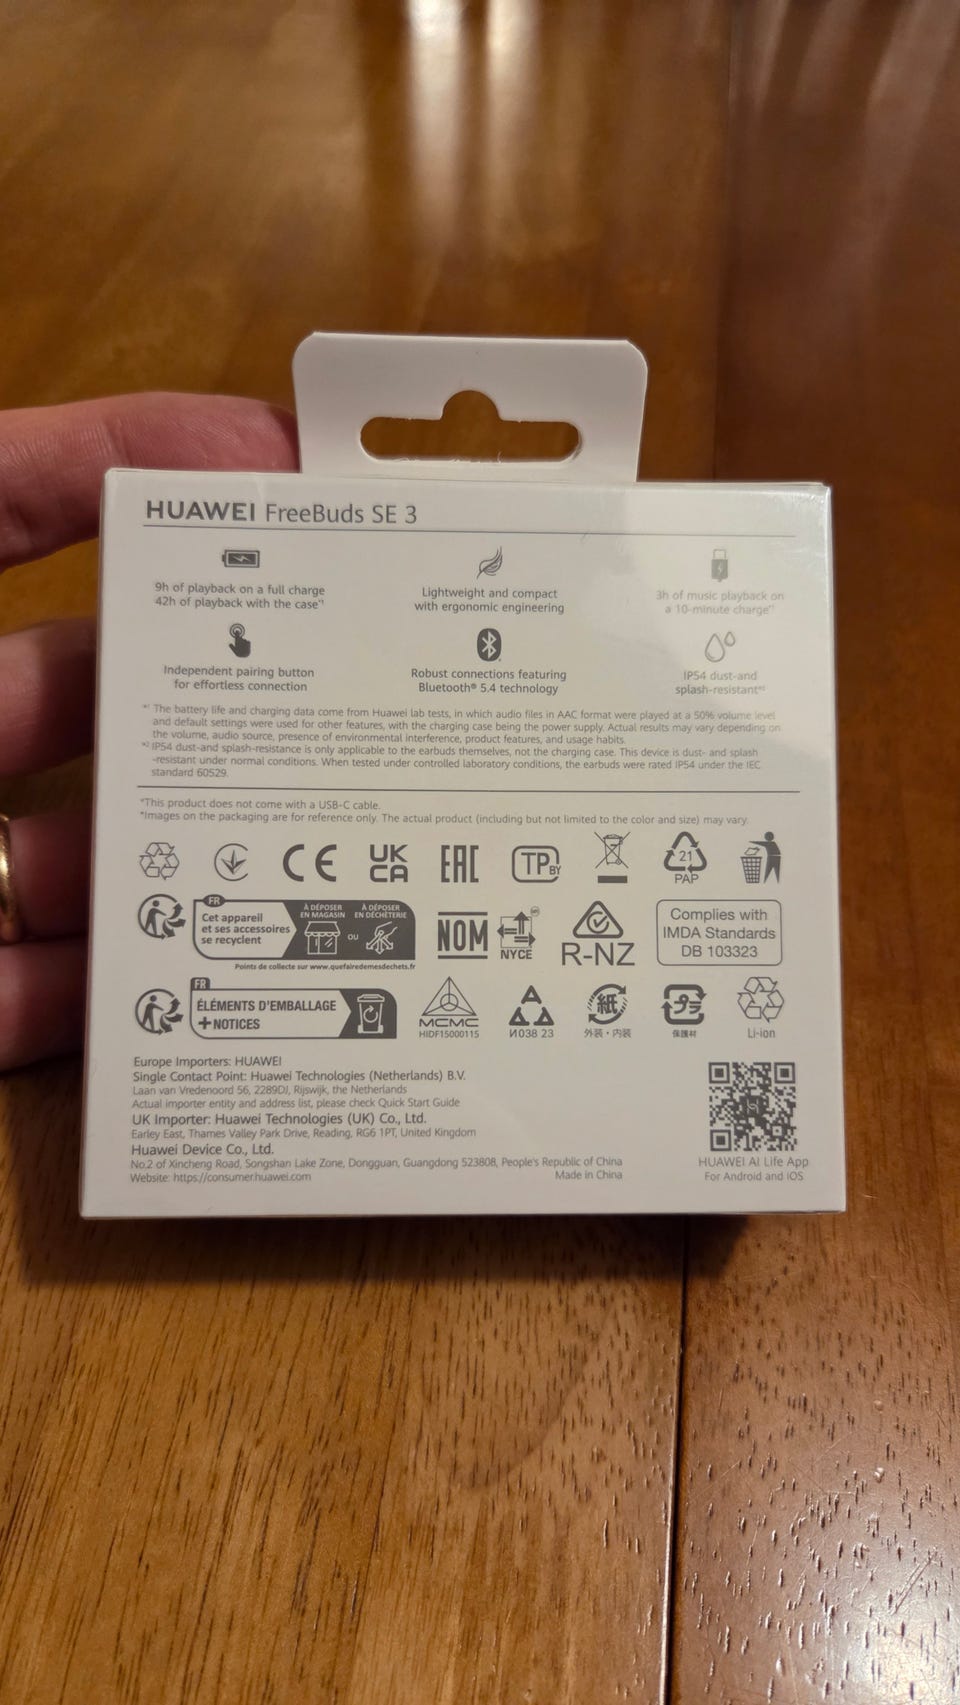 HUAWEI FreeBuds SE 3
9h of playback on a full charge
42h of playback with the case*1
Lightweight and compact
with ergonomic engineering
3h of music playback on
a 10-minute charge*1
Independent pairing button
for effortless connection
Robust connections featuring
Bluetooth® 5.4 technology
IP54 dust-and
splash-resistant*2
*1 The battery life and charging data come from Huawei lab tests, in which audio files in AAC format were played at a 50% volume level
and default settings were used for other features, with the charging case being the power supply. Actual results may vary depending on
the volume, audio source, presence of environmental interference, product features, and usage habits.
*2 IP54 dust-and splash-resistance is only applicable to the earbuds themselves, not the charging case. This device is dust- and splash
-resistant under normal conditions. When tested under controlled laboratory conditions, the earbuds were rated IP54 under the IEC
standard 60529.
*This product does not come with a USB-C cable.
*Images on the packaging are for reference only. The actual product (including but not limited to the color and size) may vary.
CE
UK
CA
EAC
TP BY
21
PAP
FR
Cet appareil
et ses accessoires
se recyclent
À DÉPOSER
EN MAGASIN
OU
À DÉPOSER
EN DÉCHÈTERIE
Points de collecte sur www.quefairedemesdechets.fr
NOM
NYCE
R-NZ
Complies with
IMDA Standards
DB 103323
FR
ÉLÉMENTS D'EMBALLAGE
+ NOTICES
MCMC
HIDF15000115
И038 23
紙
外装・内装
プラ
保護材
Li-ion
Europe Importers: HUAWEI
Single Contact Point: Huawei Technologies (Netherlands) B.V.
Laan van Vredenoord 56, 2289DJ, Rijswijk, the Netherlands
Actual importer entity and address list, please check Quick Start Guide
UK Importer: Huawei Technologies (UK) Co., Ltd.
Earley East, Thames Valley Park Drive, Reading, RG6 1PT, United Kingdom
Huawei Device Co., Ltd.
No.2 of Xincheng Road, Songshan Lake Zone, Dongguan, Guangdong 523808, People's Republic of China
Website: https://consumer.huawei.com
Made in China
HUAWEI AI Life App
For Android and iOS